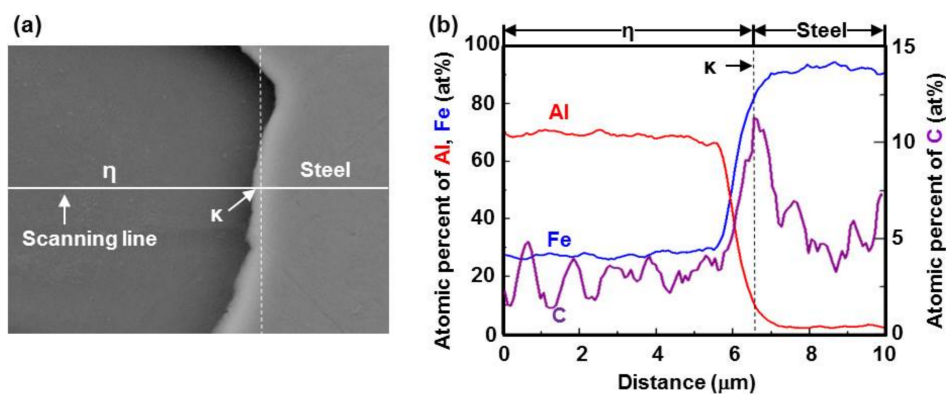 (a)
η
Steel
κ
Scanning line
(b)
η
Steel
κ
Al
Fe
C
100
80
60
40
20
0
15
10
5
0
0 2 4 6 8 10
Atomic percent of Al, Fe (at%)
Atomic percent of C (at%)
Distance (μm)